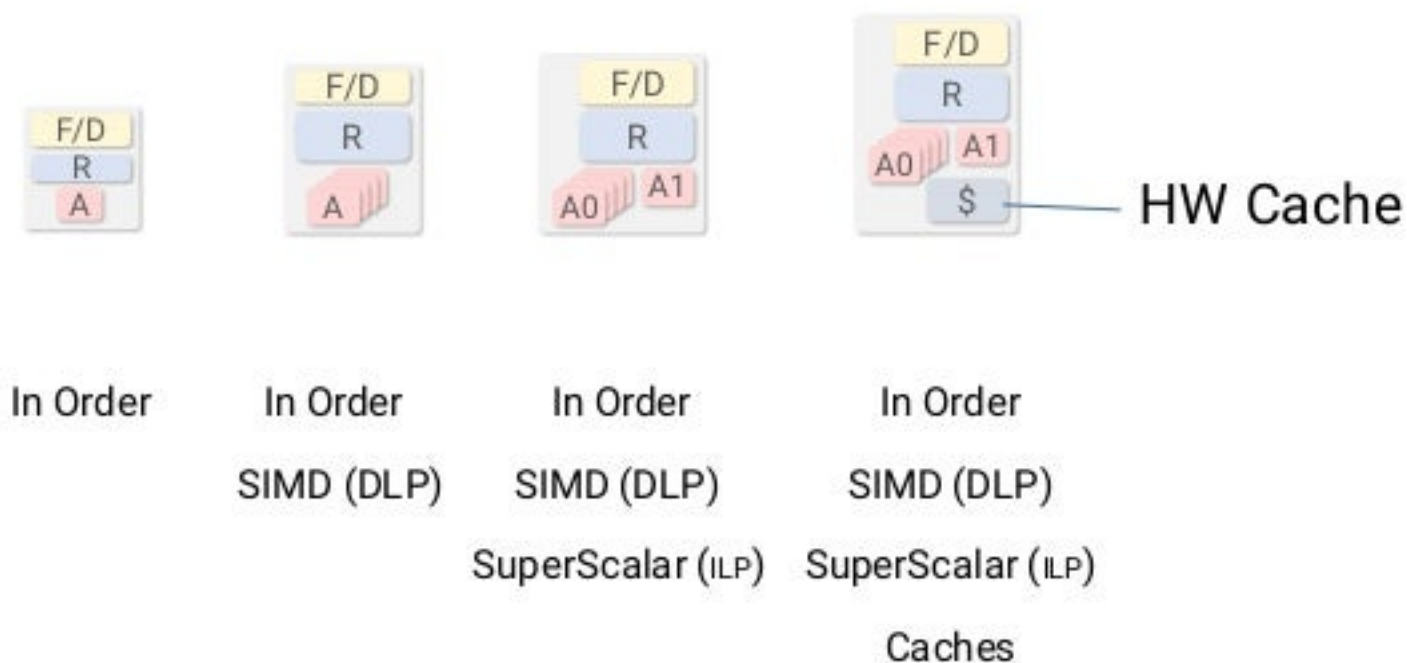 F/D
R
A
F/D
R
A
F/D
R
A0
A1
F/D
R
A0
A1
$
HW Cache
In Order
In Order
SIMD (DLP)
In Order
SIMD (DLP)
SuperScalar (ILP)
In Order
SIMD (DLP)
SuperScalar (ILP)
Caches